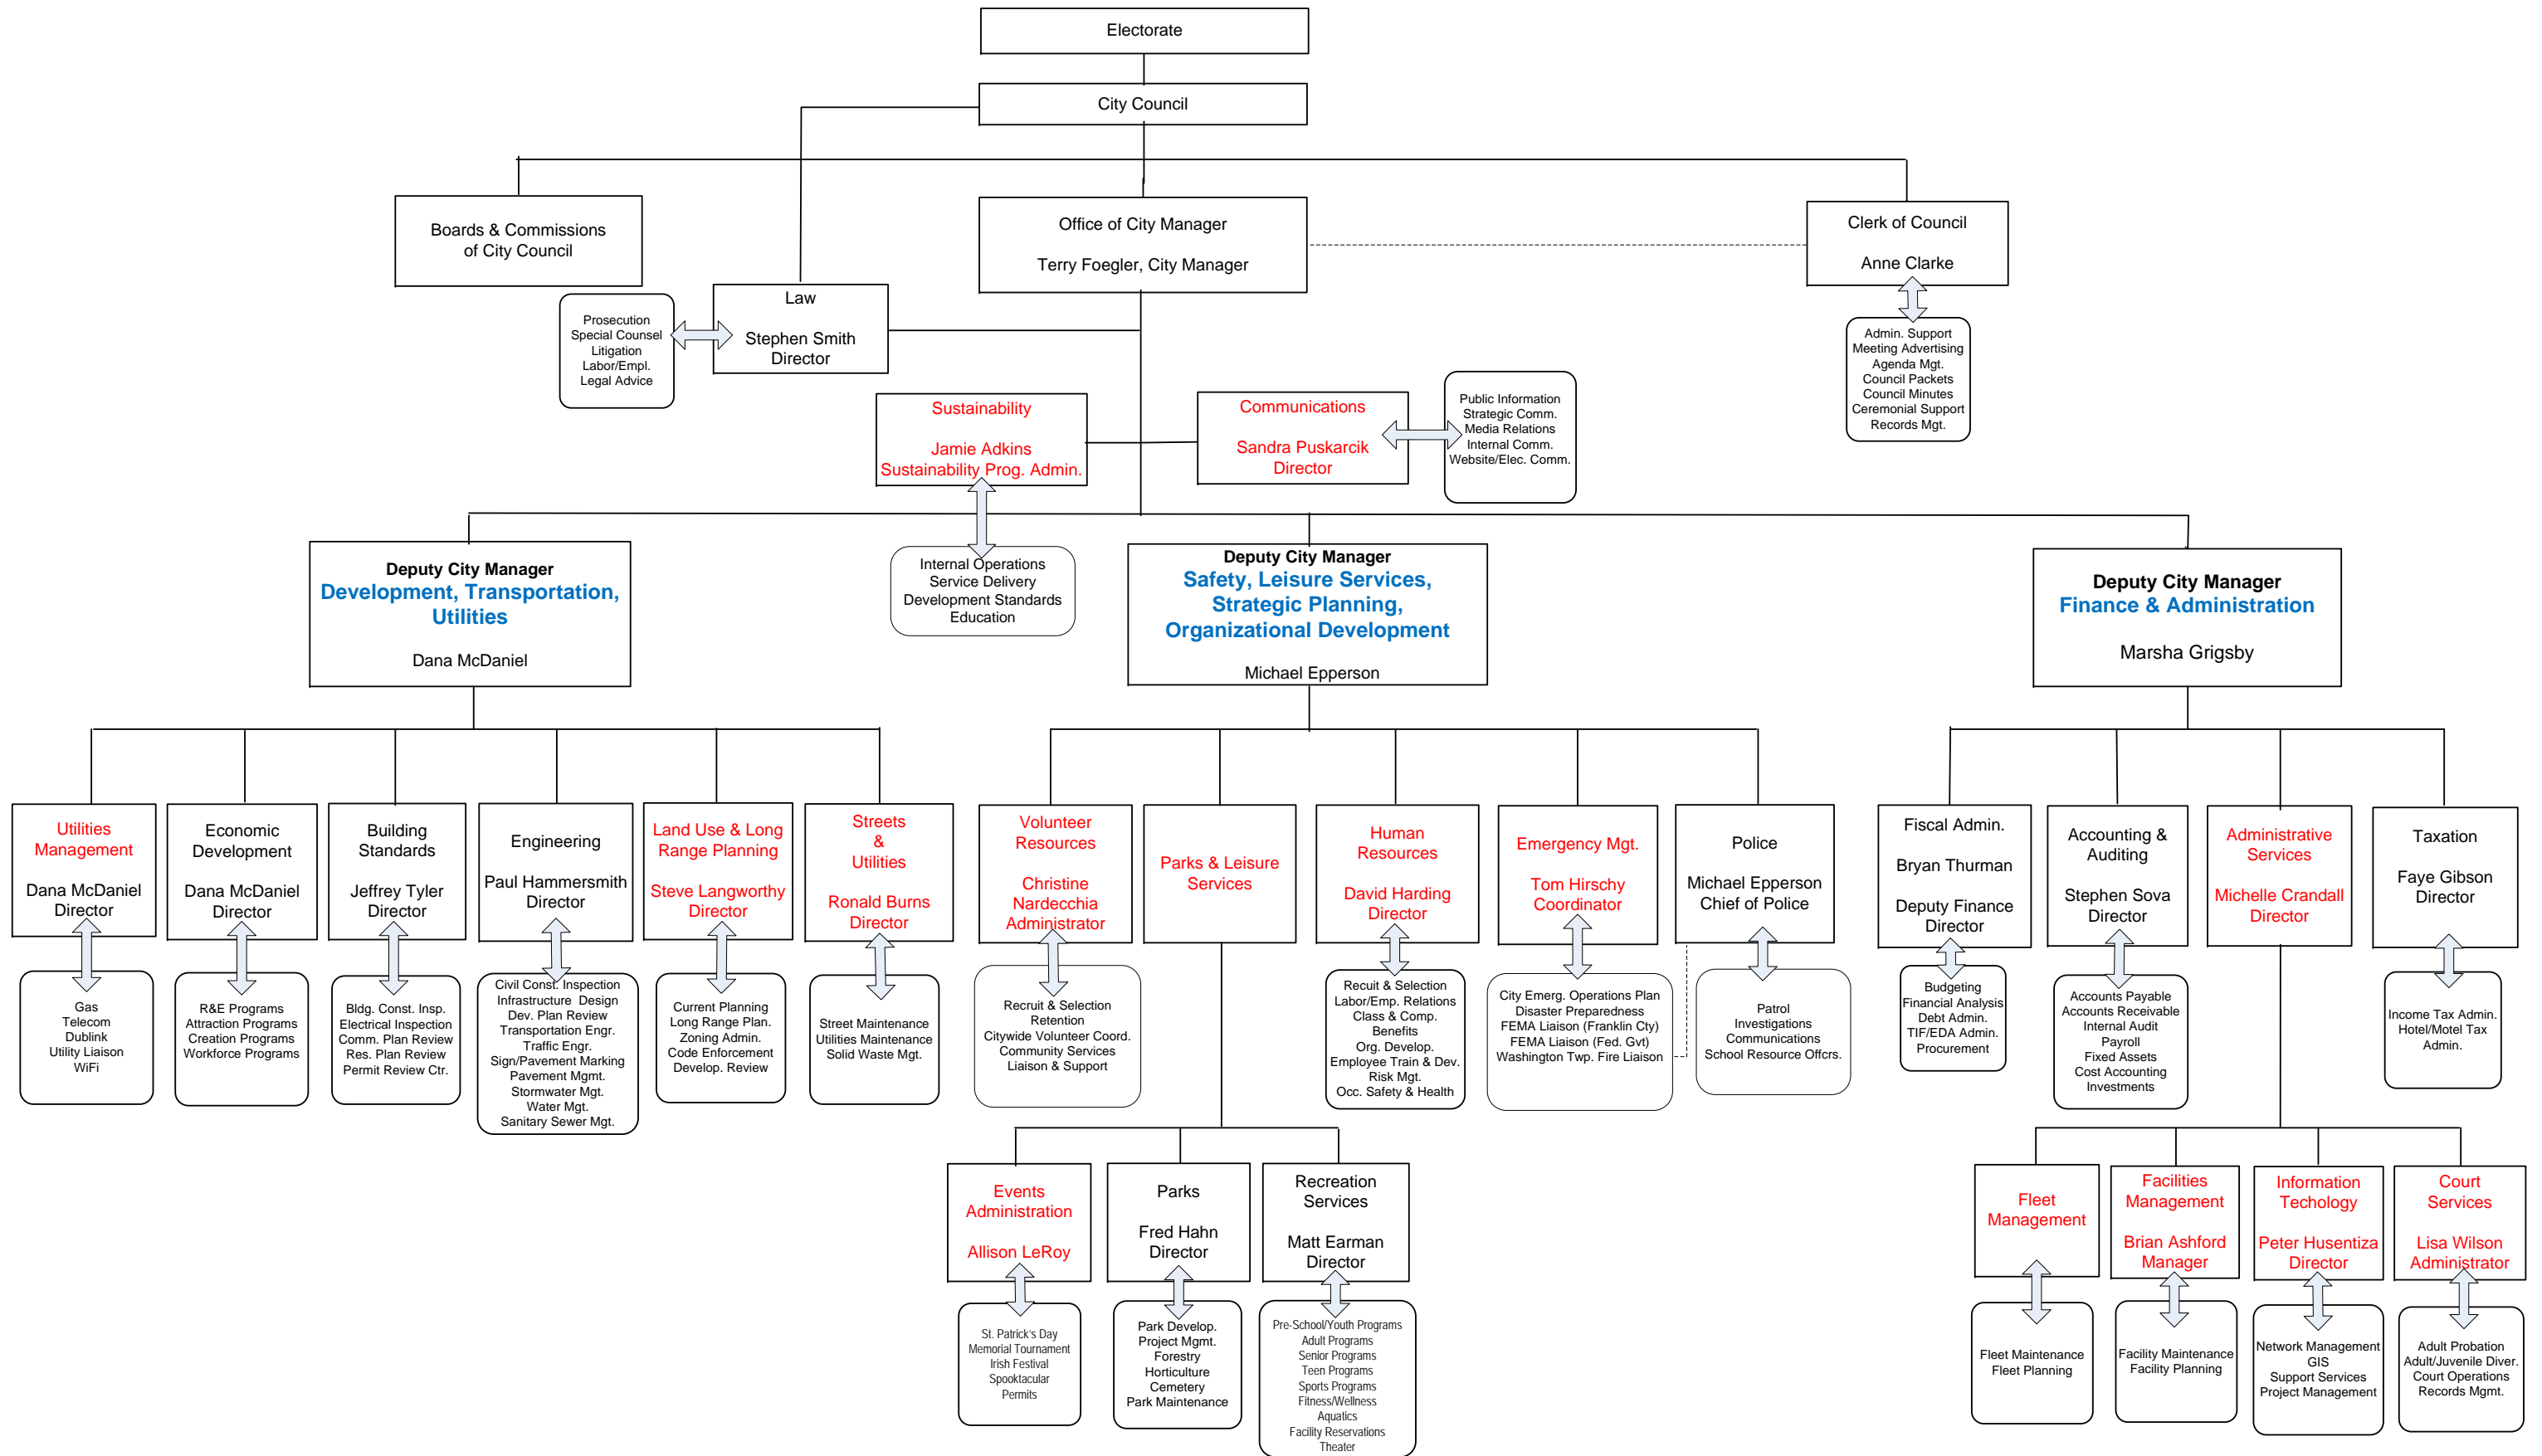 Electorate
City Council
Boards & Commissions
of City Council
Office of City Manager
Terry Foegler, City Manager
Clerk of Council
Anne Clarke
Law
Stephen Smith
Director
Prosecution
Special Counsel
Litigation
Labor/Empl.
Legal Advice
Admin. Support
Meeting Advertising
Agenda Mgt.
Council Packets
Council Minutes
Ceremonial Support
Records Mgt.
Sustainability
Jamie Adkins
Sustainability Prog. Admin.
Communications
Sandra Puskarcik
Director
Public Information
Strategic Comm.
Media Relations
Internal Comm.
Website/Elec. Comm.
Internal Operations
Service Delivery
Development Standards
Education
Deputy City Manager
Development, Transportation,
Utilities
Dana McDaniel
Deputy City Manager
Safety, Leisure Services,
Strategic Planning,
Organizational Development
Michael Epperson
Deputy City Manager
Finance & Administration
Marsha Grigsby
Utilities
Management
Dana McDaniel
Director
Economic
Development
Dana McDaniel
Director
Building
Standards
Jeffrey Tyler
Director
Engineering
Paul Hammersmith
Director
Land Use & Long
Range Planning
Steve Langworthy
Director
Streets
&
Utilities
Ronald Burns
Director
Volunteer
Resources
Christine
Nardecchia
Administrator
Parks & Leisure
Services
Human
Resources
David Harding
Director
Emergency Mgt.
Tom Hirschy
Coordinator
Police
Michael Epperson
Chief of Police
Fiscal Admin.
Bryan Thurman
Deputy Finance
Director
Accounting &
Auditing
Stephen Sova
Director
Administrative
Services
Michelle Crandall
Director
Taxation
Faye Gibson
Director
Gas
Telecom
Dublink
Utility Liaison
WiFi
R&E Programs
Attraction Programs
Creation Programs
Workforce Programs
Bldg. Const. Insp.
Electrical Inspection
Comm. Plan Review
Res. Plan Review
Permit Review Ctr.
Civil Const. Inspection
Infrastructure Design
Dev. Plan Review
Transportation Engr.
Traffic Engr.
Sign/Pavement Marking
Pavement Mgmt.
Stormwater Mgt.
Water Mgt.
Sanitary Sewer Mgt.
Current Planning
Long Range Plan.
Zoning Admin.
Code Enforcement
Develop. Review
Street Maintenance
Utilities Maintenance
Solid Waste Mgt.
Recruit & Selection
Retention
Citywide Volunteer Coord.
Community Services
Liaison & Support
Recuit & Selection
Labor/Emp. Relations
Class & Comp.
Benefits
Org. Develop.
Employee Train & Dev.
Risk Mgt.
Occ. Safety & Health
City Emerg. Operations Plan
Disaster Preparedness
FEMA Liaison (Franklin Cty)
FEMA Liaison (Fed. Gvt)
Washington Twp. Fire Liaison
Patrol
Investigations
Communications
School Resource Offcrs.
Budgeting
Financial Analysis
Debt Admin.
TIF/EDA Admin.
Procurement
Accounts Payable
Accounts Receivable
Internal Audit
Payroll
Fixed Assets
Cost Accounting
Investments
Income Tax Admin.
Hotel/Motel Tax
Admin.
Events
Administration
Allison LeRoy
Parks
Fred Hahn
Director
Recreation
Services
Matt Earman
Director
Fleet
Management
Facilities
Management
Brian Ashford
Manager
Information
Techology
Peter Husentiza
Director
Court
Services
Lisa Wilson
Administrator
St. Patrick's Day
Memorial Tournament
Irish Festival
Spooktacular
Permits
Park Develop.
Project Mgmt.
Forestry
Horticulture
Cemetery
Park Maintenance
Pre-School/Youth Programs
Adult Programs
Senior Programs
Teen Programs
Sports Programs
Fitness/Wellness
Aquatics
Facility Reservations
Theater
Fleet Maintenance
Fleet Planning
Facility Maintenance
Facility Planning
Network Management
GIS
Support Services
Project Management
Adult Probation
Adult/Juvenile Diver.
Court Operations
Records Mgmt.